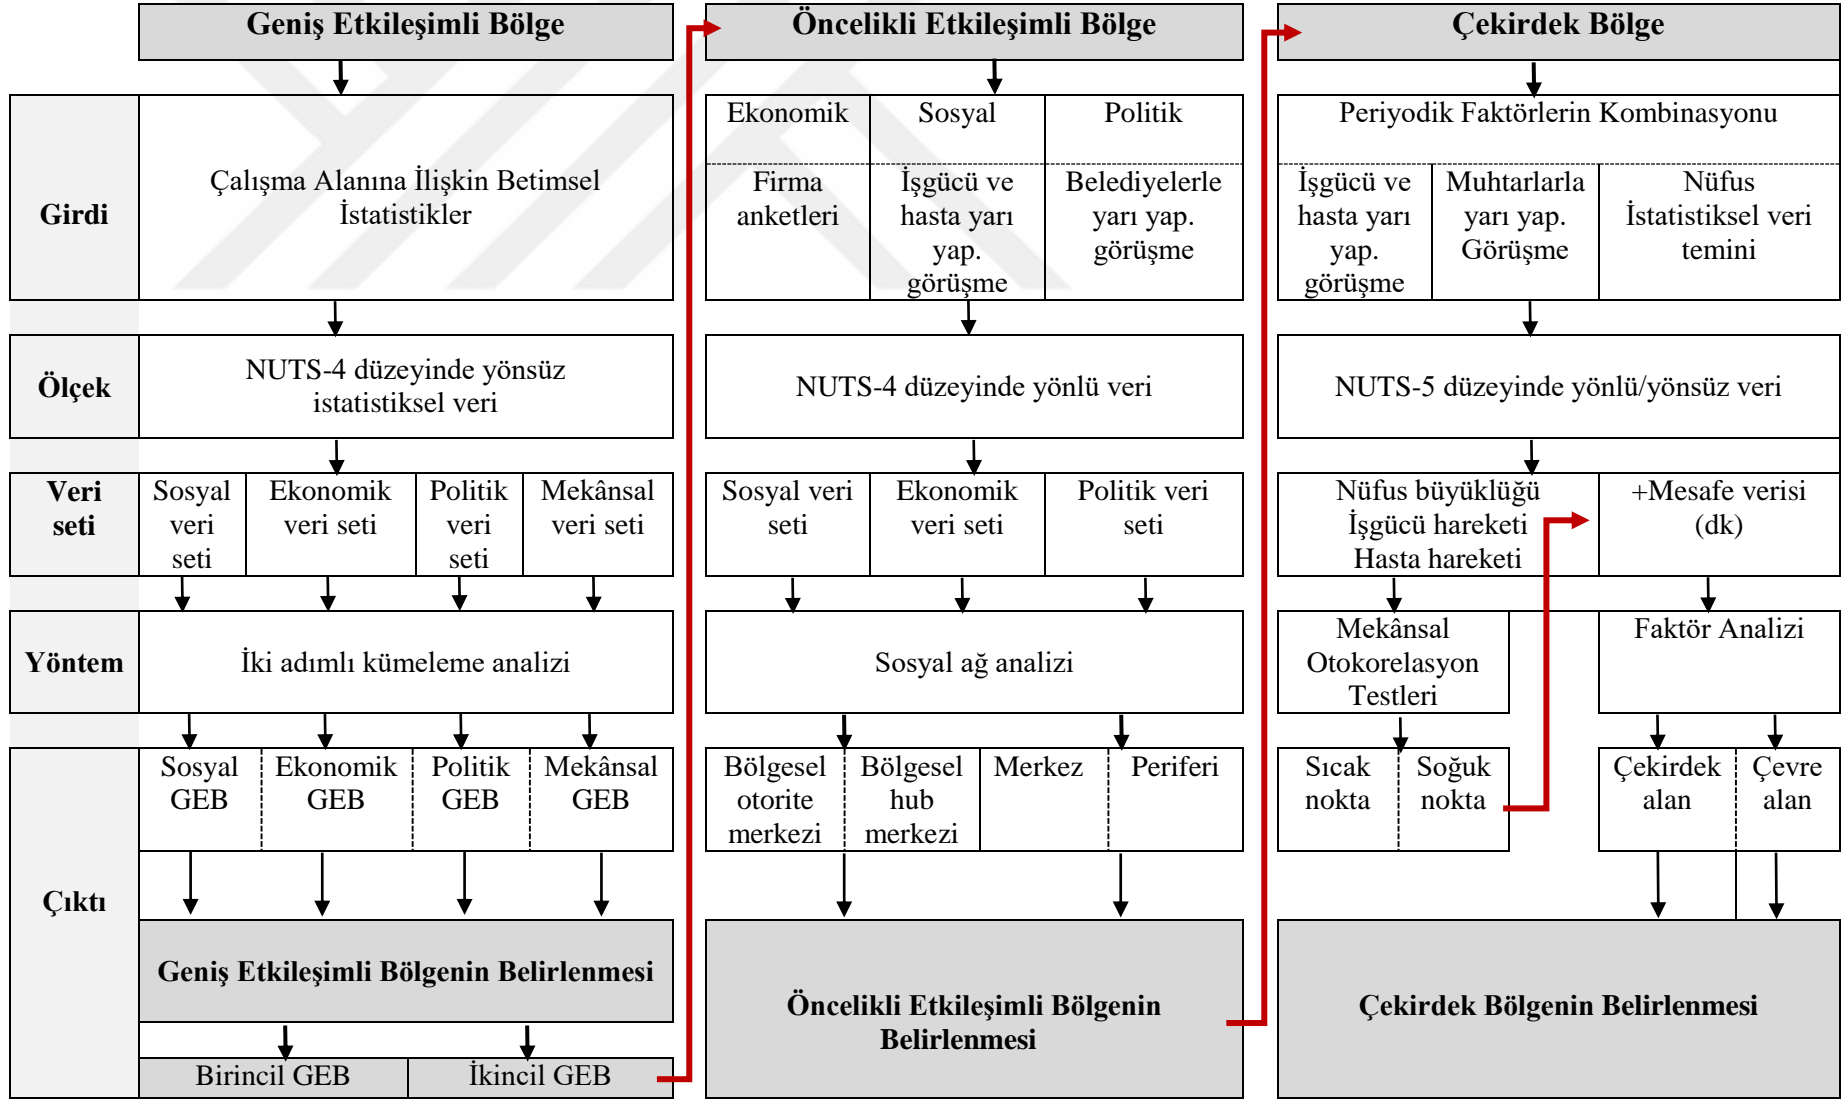 Geniş Etkileşimli Bölge
Öncelikli Etkileşimli Bölge
Çekirdek Bölge
Girdi
Çalışma Alanına İlişkin Betimsel
İstatistikler
Ekonomik
Sosyal
Politik
Firma
anketleri
İşgücü ve
hasta yarı
yap.
görüşme
Belediyelerle
yarı yap.
görüşme
Periyodik Faktörlerin Kombinasyonu
İşgücü ve
hasta yarı
yap.
görüşme
Muhtarlarla
yarı yap.
Görüşme
Nüfus
İstatistiksel veri
temini
Ölçek
NUTS-4 düzeyinde yönsüz
istatistiksel veri
NUTS-4 düzeyinde yönlü veri
NUTS-5 düzeyinde yönlü/yönsüz veri
Veri
seti
Sosyal
veri
seti
Ekonomik
veri seti
Politik
veri
seti
Mekânsal
veri seti
Sosyal veri
seti
Ekonomik
veri seti
Politik veri
seti
Nüfus büyüklüğü
İşgücü hareketi
Hasta hareketi
+Mesafe verisi
(dk)
Yöntem
İki adımlı kümeleme analizi
Sosyal ağ analizi
Mekânsal
Otokorelasyon
Testleri
Faktör Analizi
Çıktı
Sosyal
GEB
Ekonomik
GEB
Politik
GEB
Mekânsal
GEB
Bölgesel
otorite
merkezi
Bölgesel
hub
merkezi
Merkez
Periferi
Sıcak
nokta
Soğuk
nokta
Çekirdek
alan
Çevre
alan
Geniş Etkileşimli Bölgenin Belirlenmesi
Birincil GEB
İkincil GEB
Öncelikli Etkileşimli Bölgenin
Belirlenmesi
Çekirdek Bölgenin Belirlenmesi